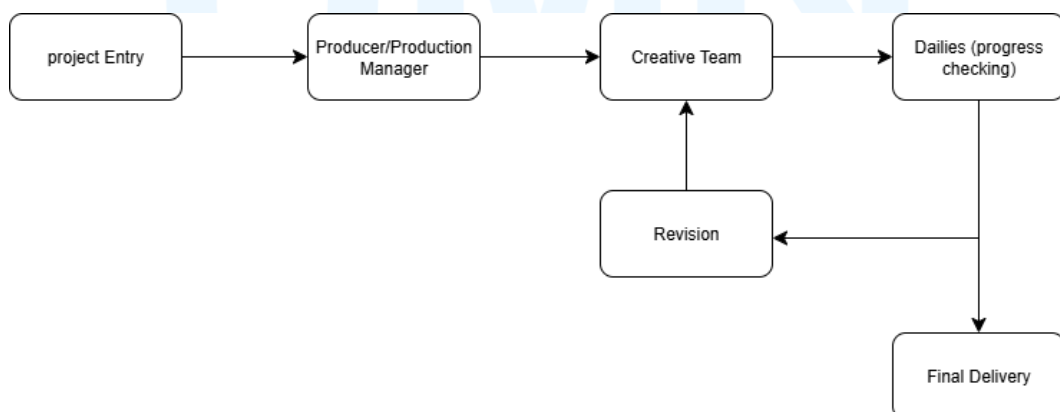 project Entry
Producer/Production
Manager
Creative Team
Dailies (progress
checking)
Revision
Final Delivery